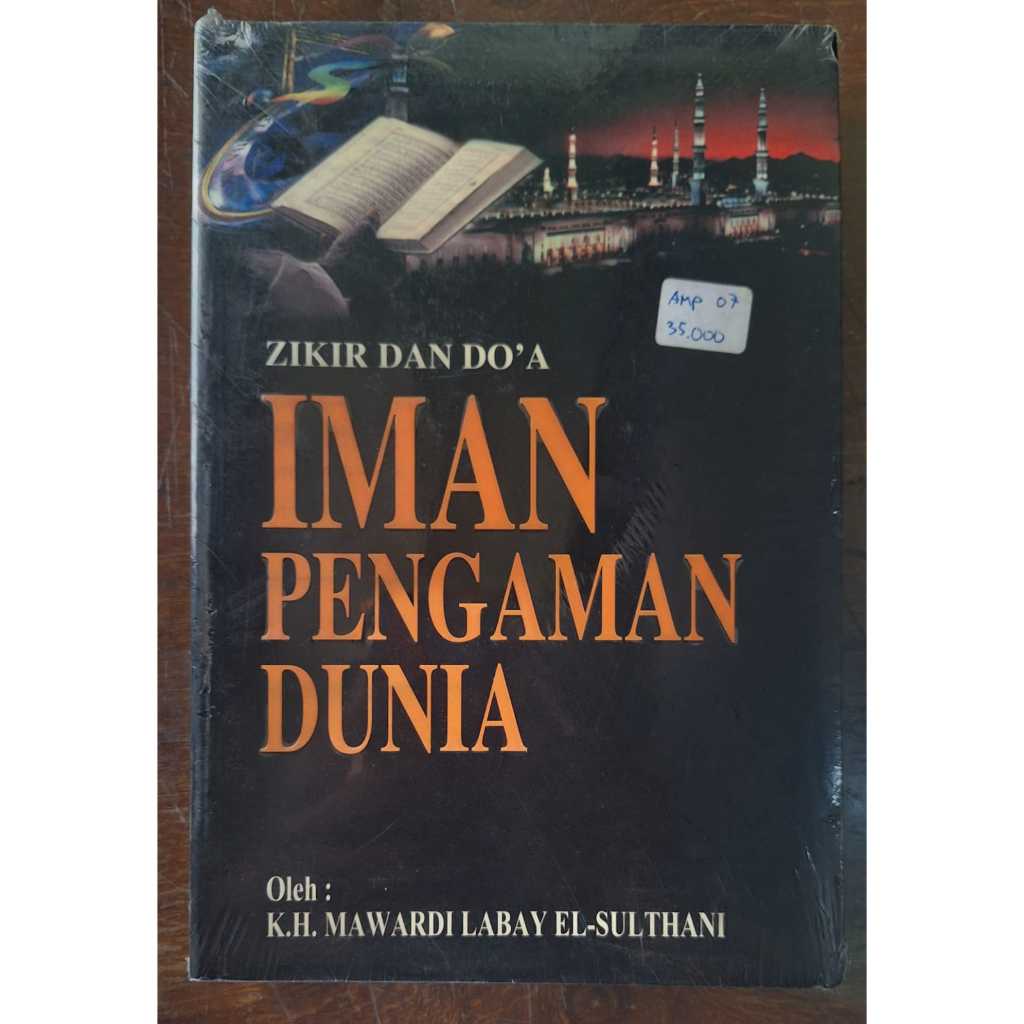 AMP 07
35.000
ZIKIR DAN DO'A
IMAN
PENGAMAN
DUNIA
Oleh :
K.H. MAWARDI LABAY EL-SULTHANI